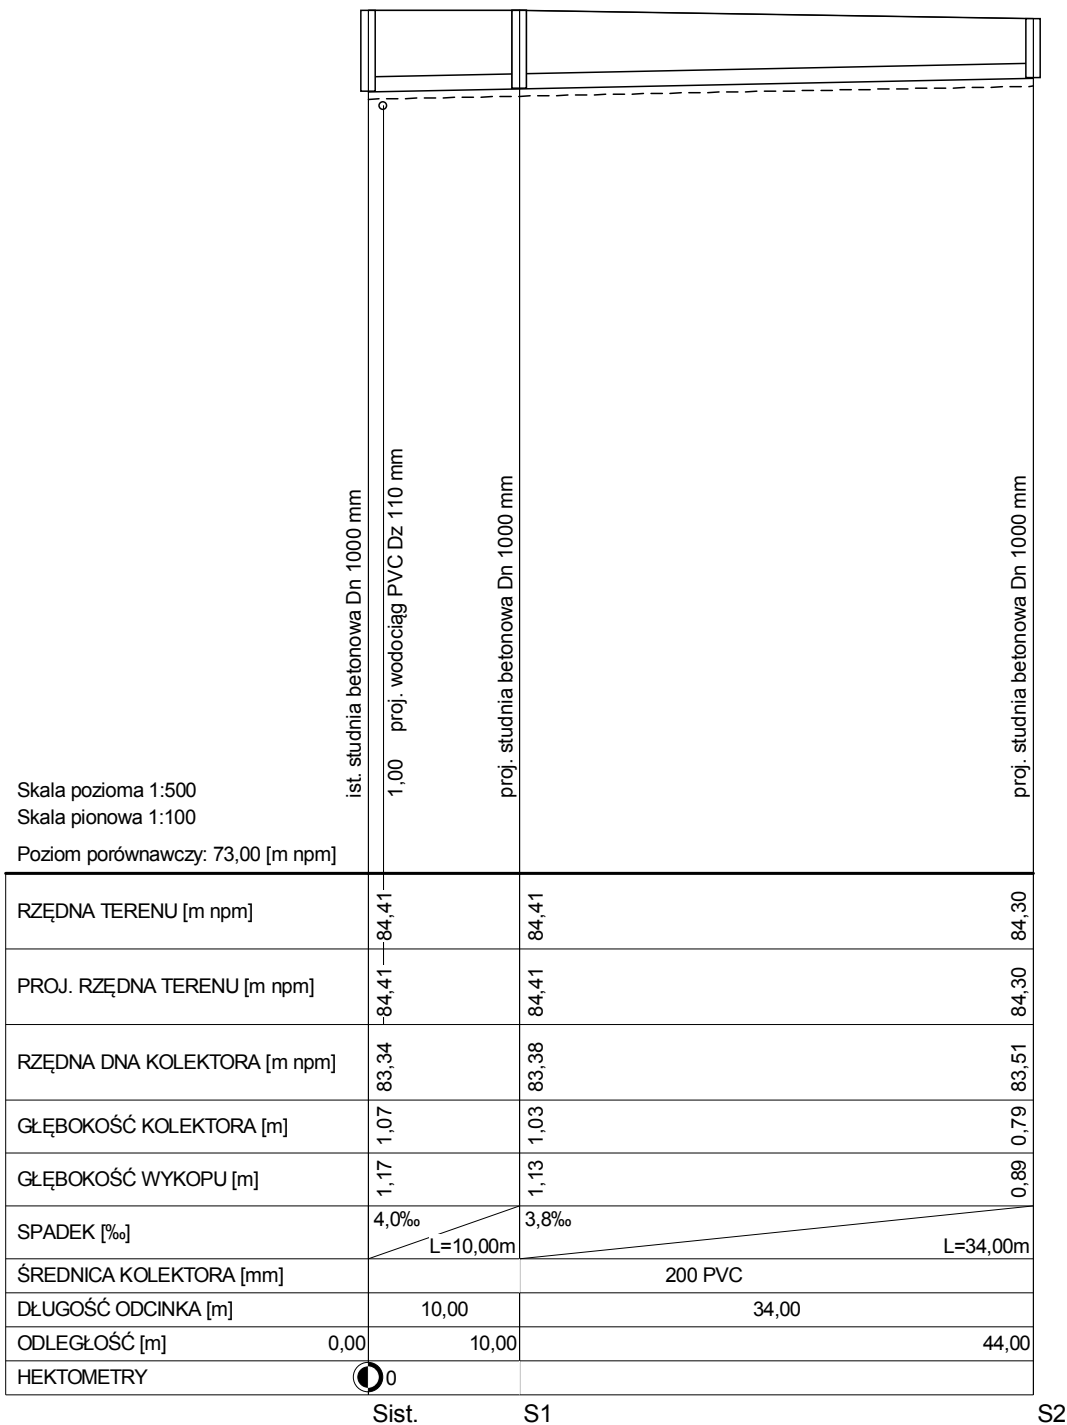 ist. studnia betonowa Dn 1000 mm
1,00 proj. wodociąg PVC Dz 110 mm
proj. studnia betonowa Dn 1000 mm
proj. studnia betonowa Dn 1000 mm
Skala pozioma 1:500
Skala pionowa 1:100
Poziom porównawczy: 73,00 [m npm]
RZĘDNA TERENU [m npm] 84,41 84,41 84,30
PROJ. RZĘDNA TERENU [m npm] 84,41 84,41 84,30
RZĘDNA DNA KOLEKTORA [m npm] 83,34 83,38 83,51
GŁĘBOKOŚĆ KOLEKTORA [m] 1,07 1,03 0,79
GŁĘBOKOŚĆ WYKOPU [m] 1,17 1,13 0,89
SPADEK [‰] 4,0‰ L=10,00m 3,8‰ L=34,00m
ŚREDNICA KOLEKTORA [mm] 200 PVC
DŁUGOŚĆ ODCINKA [m] 10,00 34,00
ODLEGŁOŚĆ [m] 0,00 10,00 44,00
HEKTOMETRY 0
Sist. S1 S2